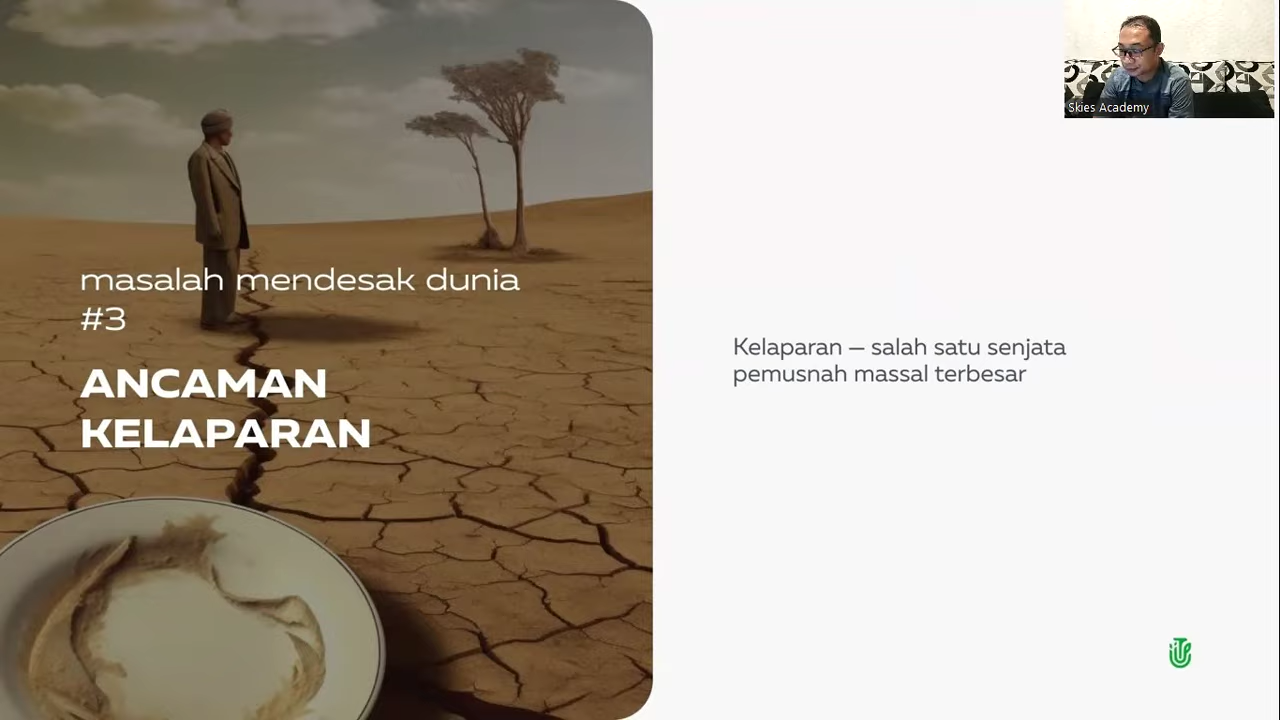 masalah mendesak dunia
#3
ANCAMAN
KELAPARAN
Kelaparan – salah satu senjata
pemusnah massal terbesar
Skies Academy